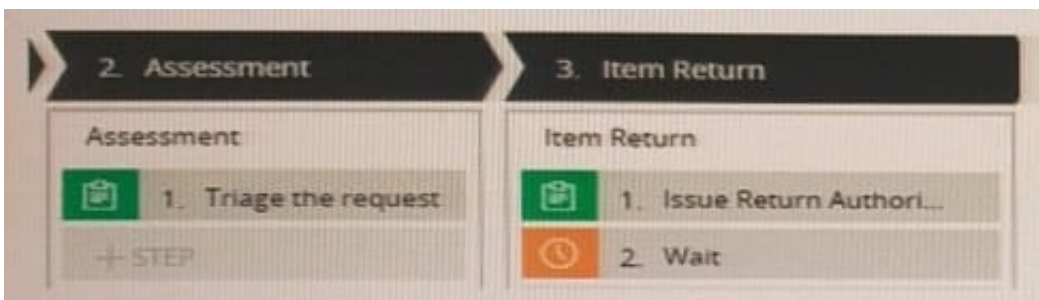 2. Assessment
Assessment
1. Triage the request
+ STEP
3. Item Return
Item Return
1. Issue Return Authori...
2. Wait